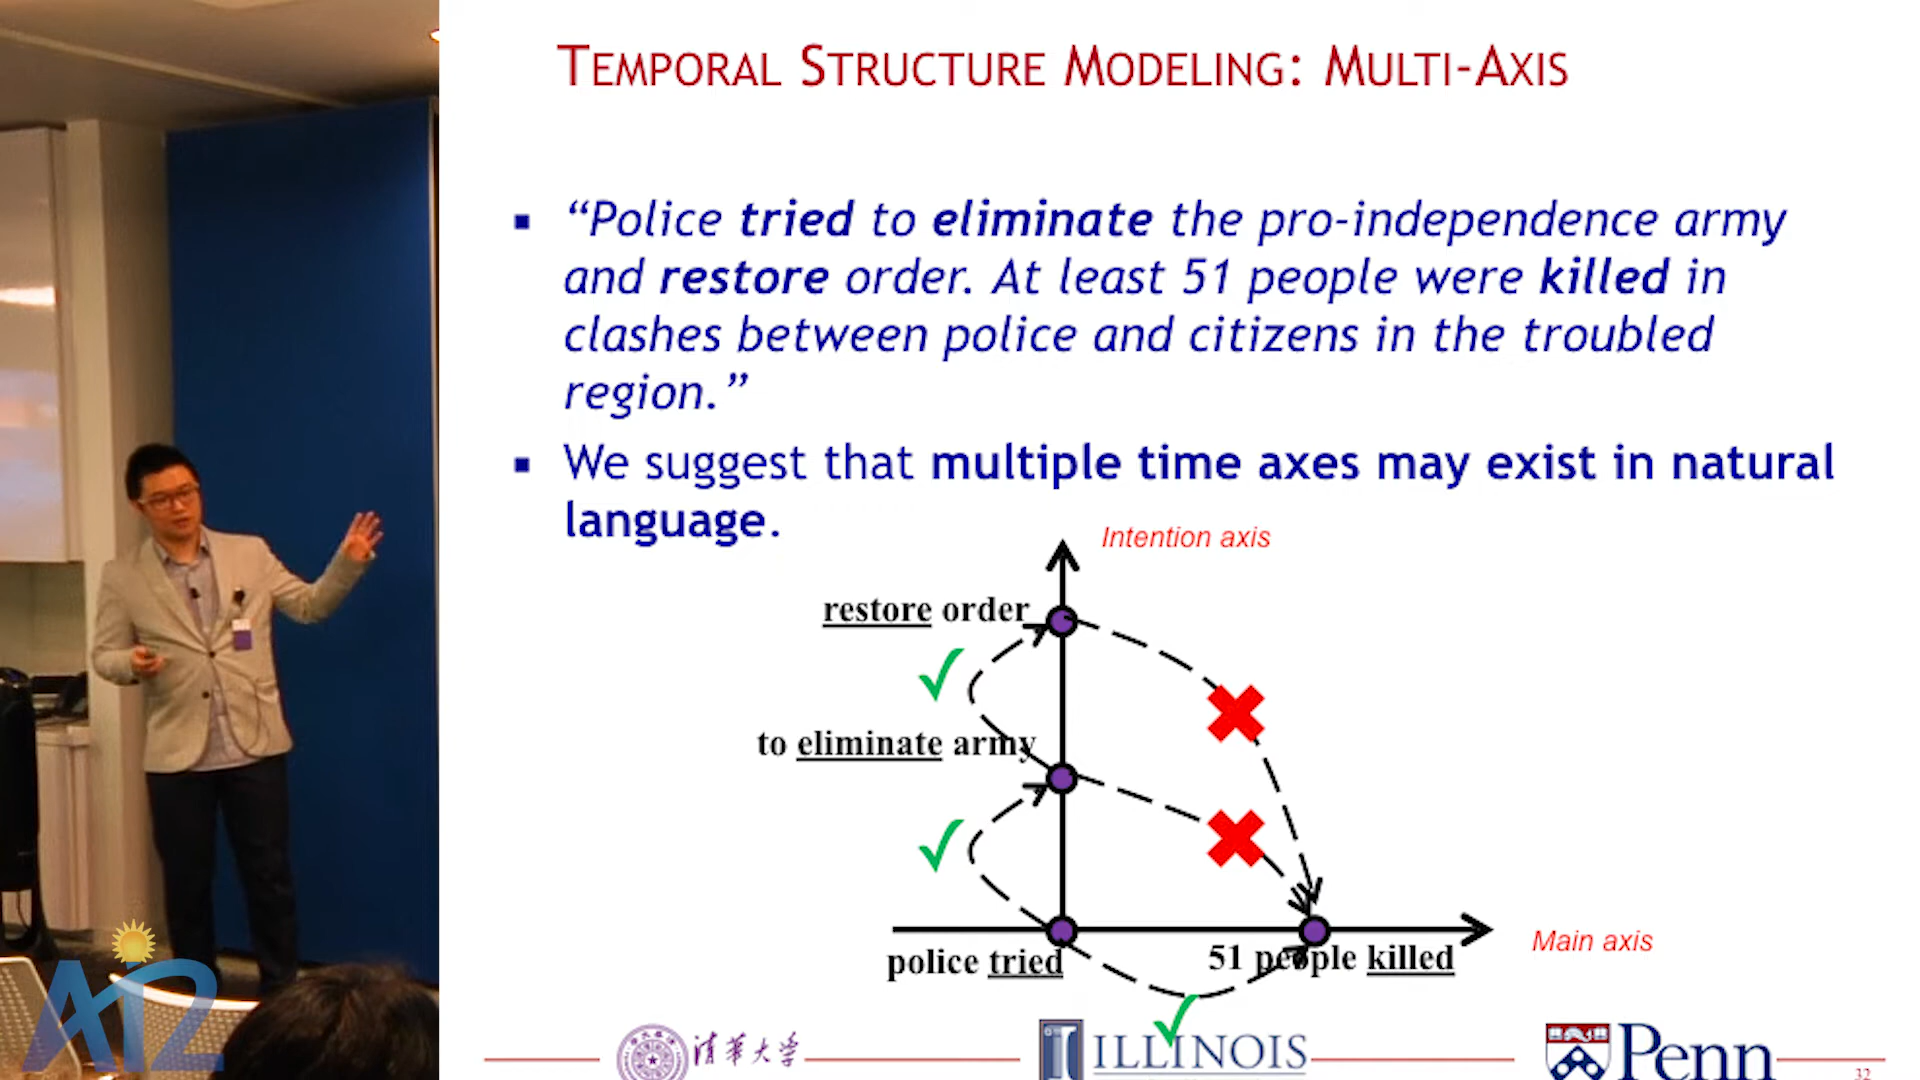 TEMPORAL STRUCTURE MODELING: MULTI-AXIS
▪ “Police tried to eliminate the pro-independence army
and restore order. At least 51 people were killed in
clashes between police and citizens in the troubled
region.”
▪ We suggest that multiple time axes may exist in natural
language.
Intention axis
restore order
to eliminate army
police tried
51 people killed
Main axis
清華大学
ILLINOIS
Penn
32
AI2